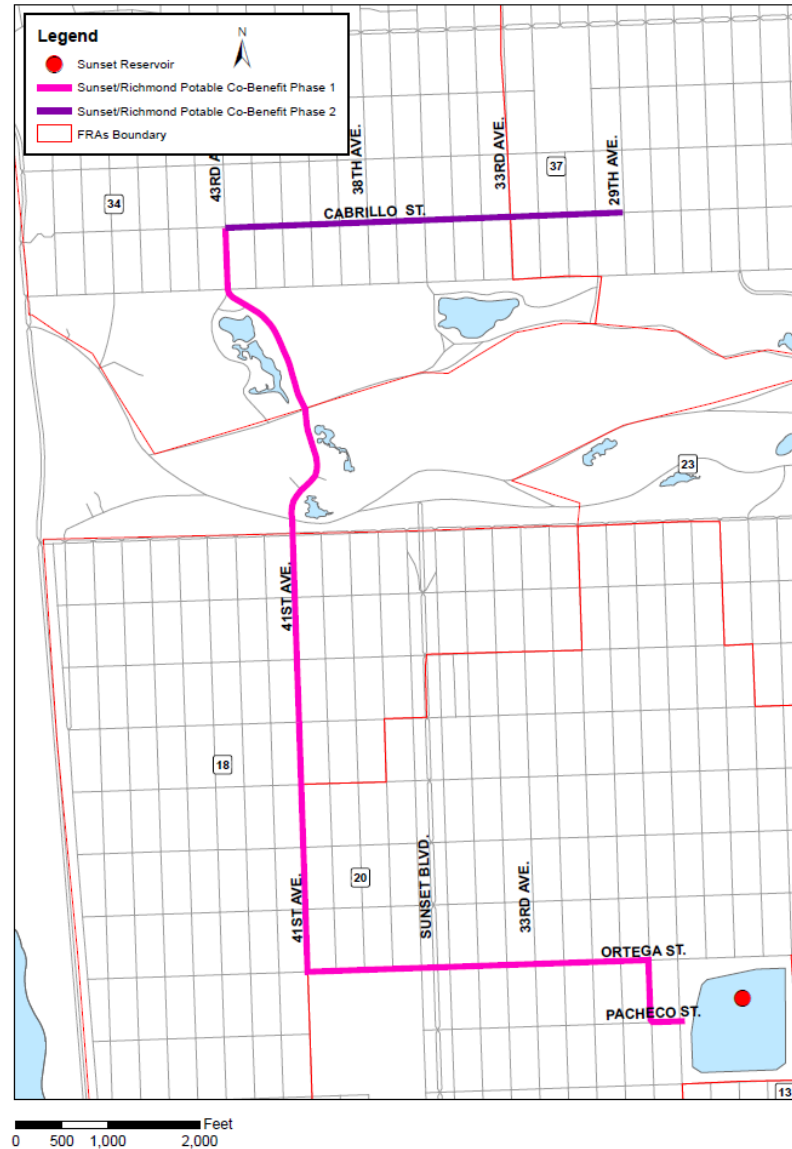 Legend
N
Sunset Reservoir
Sunset/Richmond Potable Co-Benefit Phase 1
Sunset/Richmond Potable Co-Benefit Phase 2
FRAs Boundary
43RD A
38TH AVE.
33RD AVE.
37
29TH AVE.
34
CABRILLO ST.
23
41ST AVE.
18
20
41ST AVE.
SUNSET BLVD.
33RD AVE.
ORTEGA ST.
PACHECO ST.
13
Feet
0 500 1,000 2,000